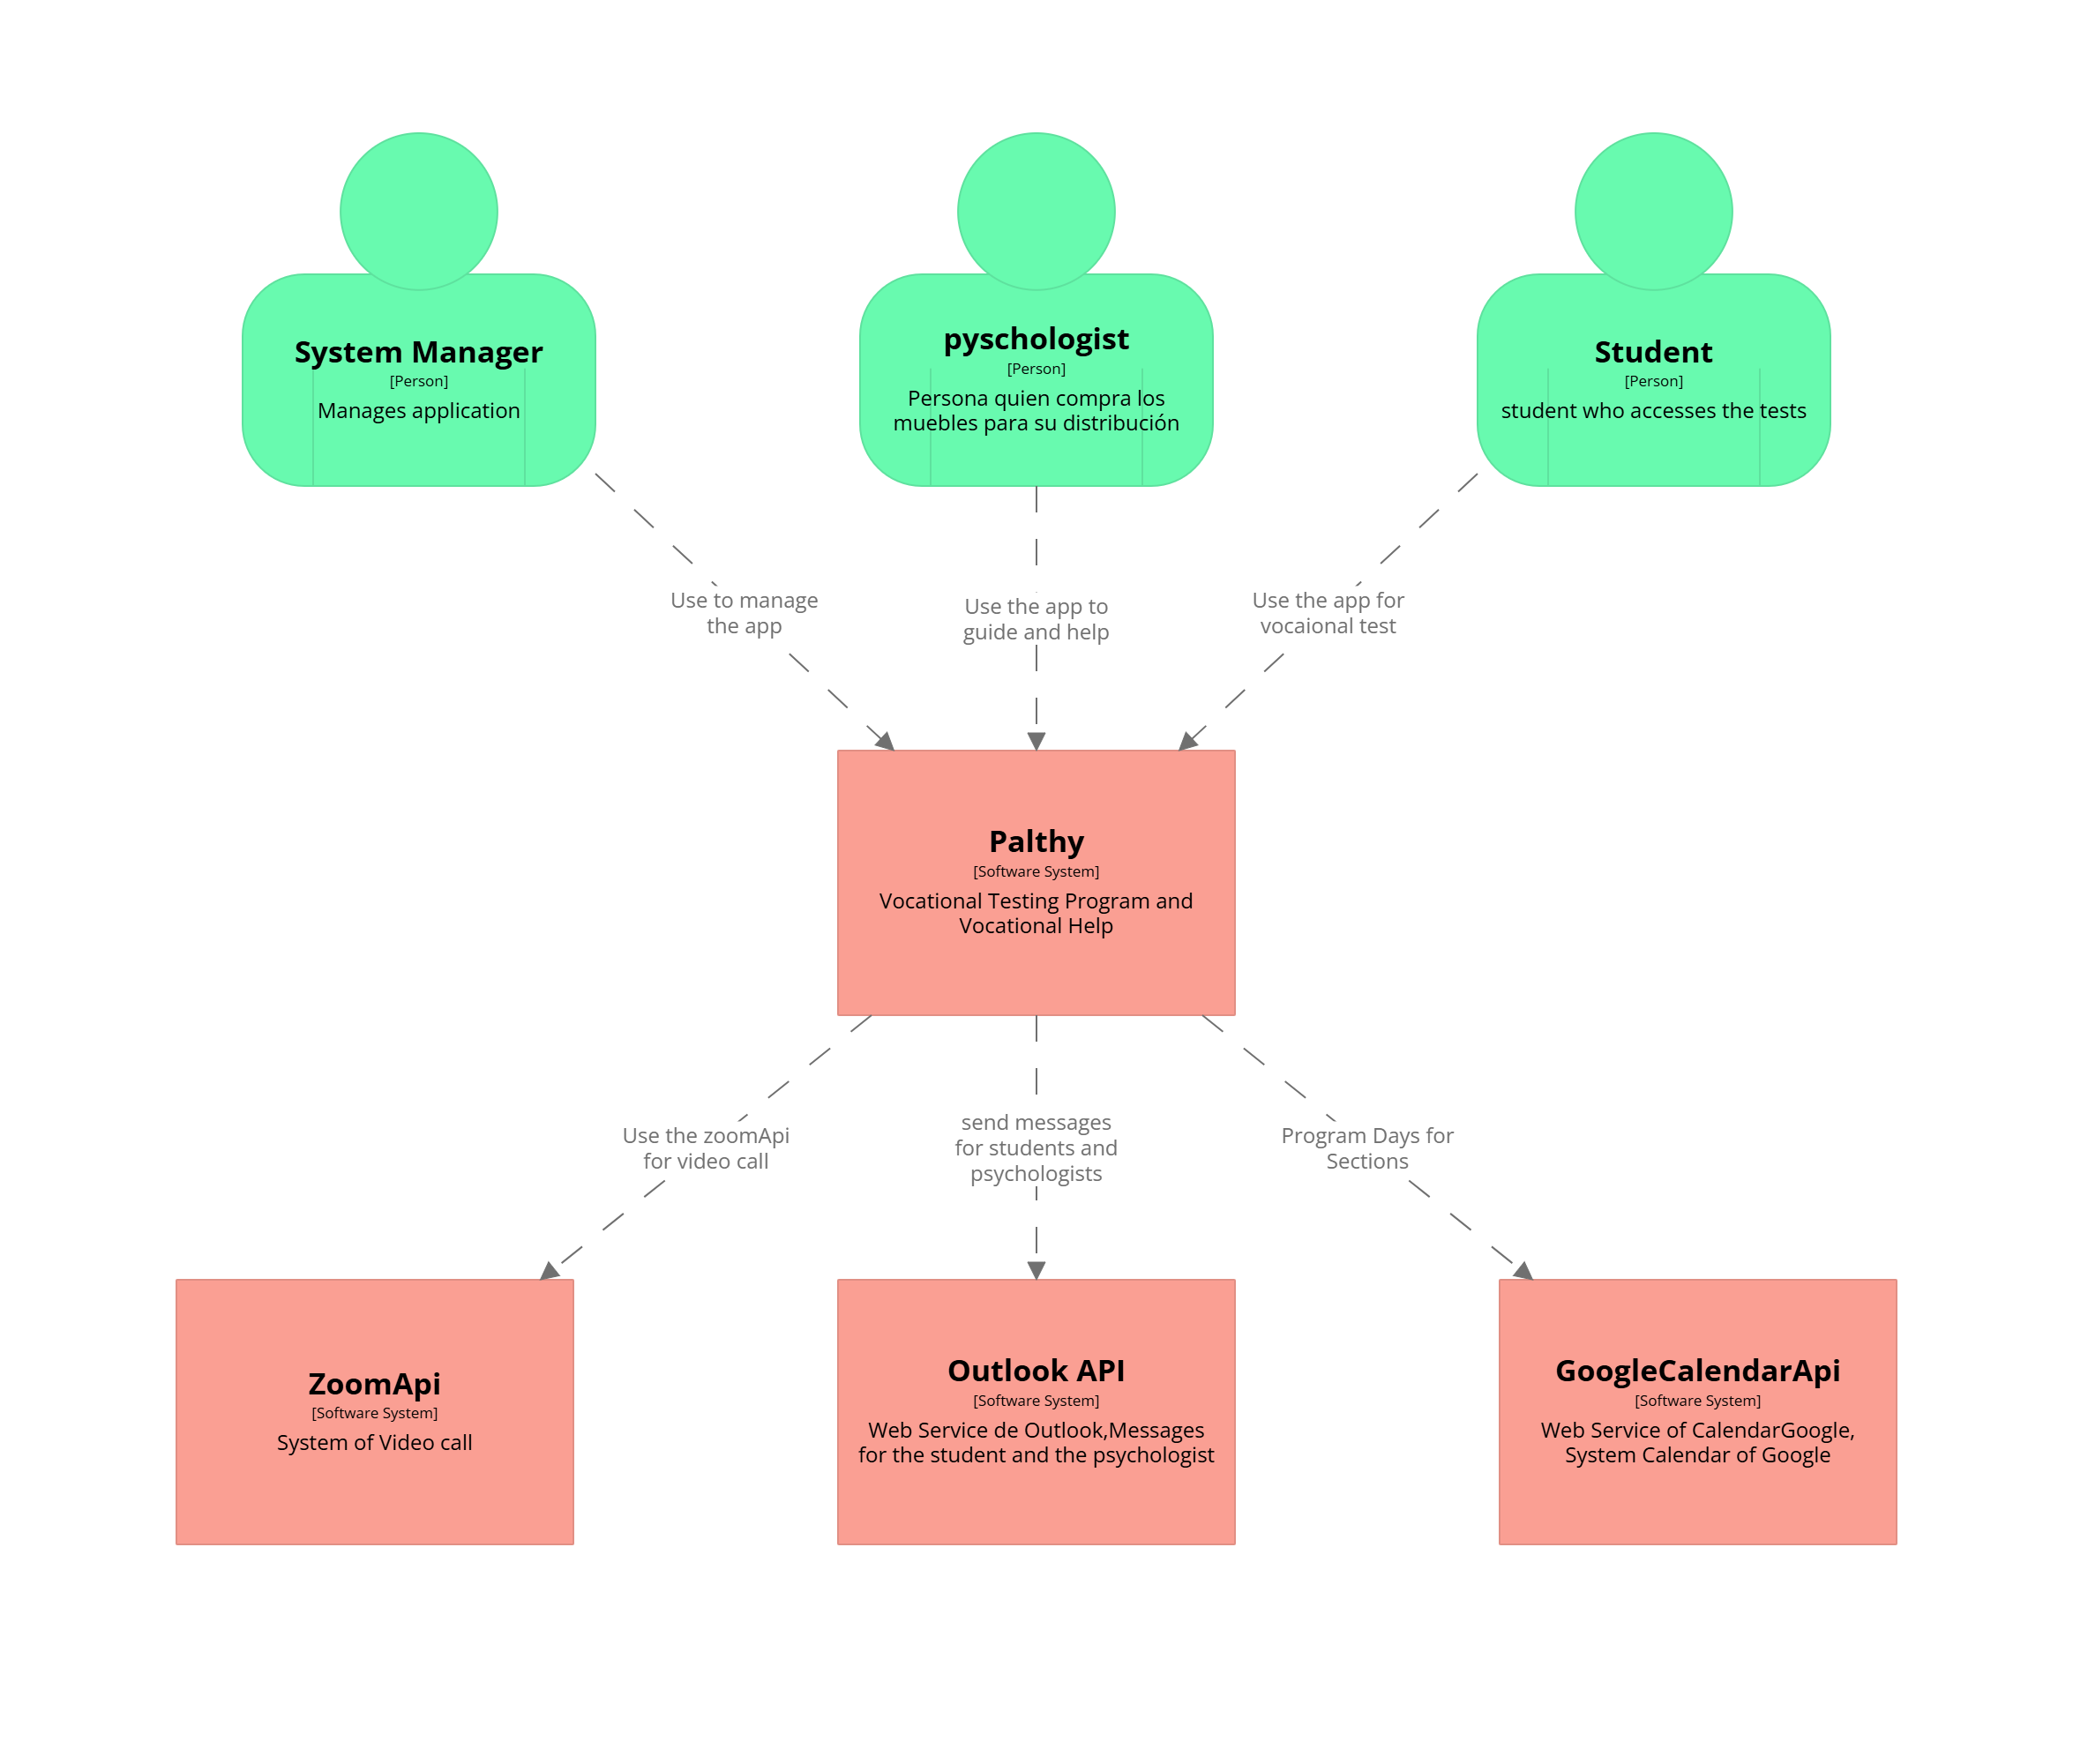 System Manager
[Person]
Manages application
pyschologist
[Person]
Persona quien compra los
muebles para su distribución
Student
[Person]
student who accesses the tests
Use to manage
the app
Use the app to
guide and help
Use the app for
vocaional test
Palthy
[Software System]
Vocational Testing Program and
Vocational Help
Use the zoomApi
for video call
send messages
for students and
psychologists
Program Days for
Sections
ZoomApi
[Software System]
System of Video call
Outlook API
[Software System]
Web Service de Outlook,Messages
for the student and the psychologist
GoogleCalendarApi
[Software System]
Web Service of CalendarGoogle,
System Calendar of Google